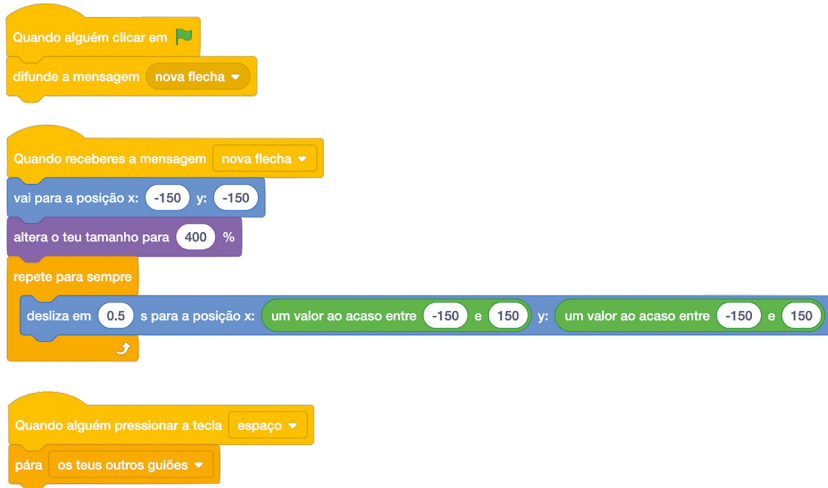 Quando alguém clicar em
difunde a mensagem nova flecha
Quando receberes a mensagem nova flecha
vai para a posição x: -150 y: -150
altera o teu tamanho para 400 %
repete para sempre
desliza em 0.5 s para a posição x: um valor ao acaso entre -150 e 150 y: um valor ao acaso entre -150 e 150
Quando alguém pressionar a tecla espaço
pára os teus outros guiões